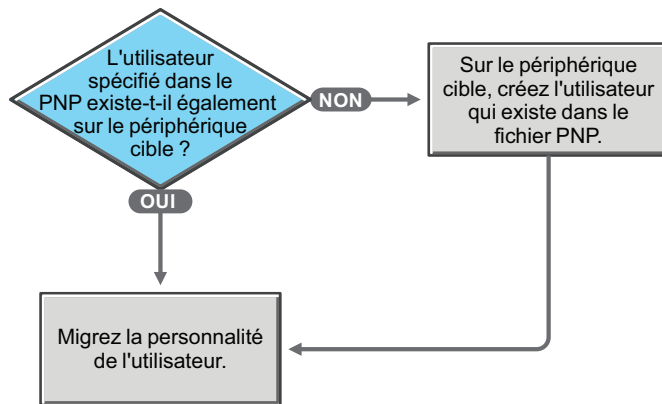 L'utilisateur
spécifié dans le
PNP existe-t-il également
sur le périphérique
cible ?
NON
Sur le périphérique
cible, créez l'utilisateur
qui existe dans le
fichier PNP.
OUI
Migrez la personnalité
de l'utilisateur.